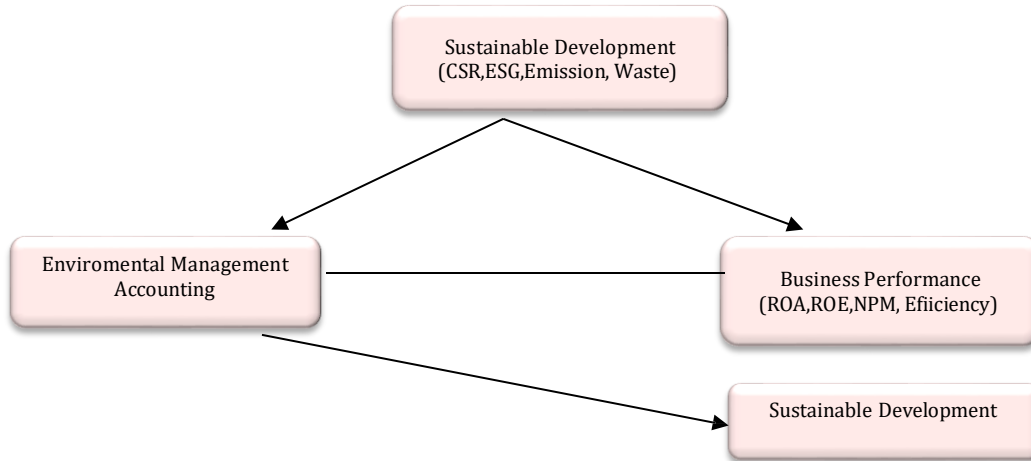 Sustainable Development
(CSR,ESG,Emission, Waste)
Enviromental Management
Accounting
Business Performance
(ROA,ROE,NPM, Efiiciency)
Sustainable Development